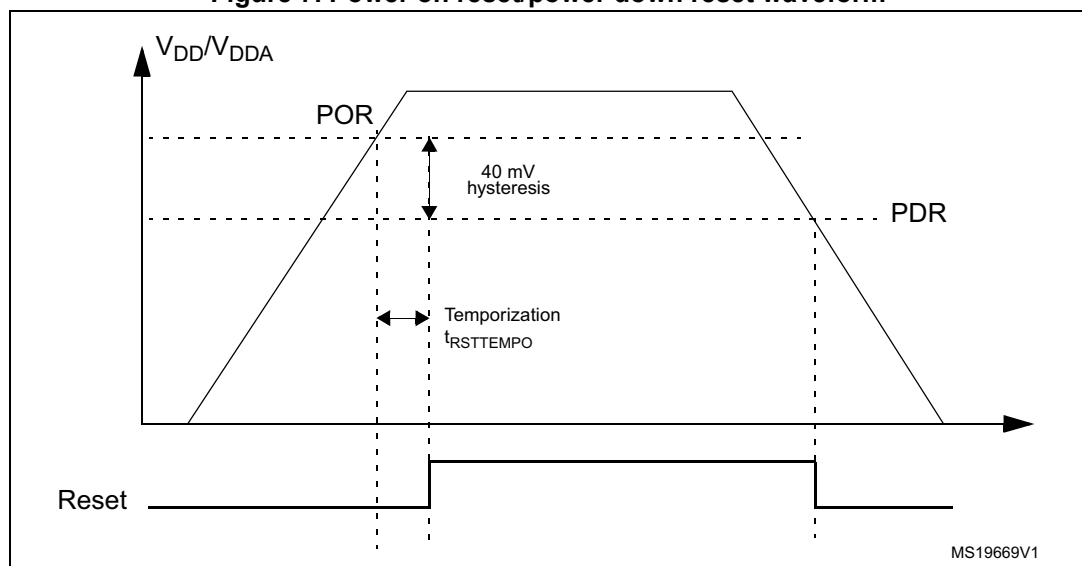 V_DD/V_DDA
POR
40 mV
hysteresis
PDR
Temporization
t_RSTTEMPO
Reset
MS19669V1